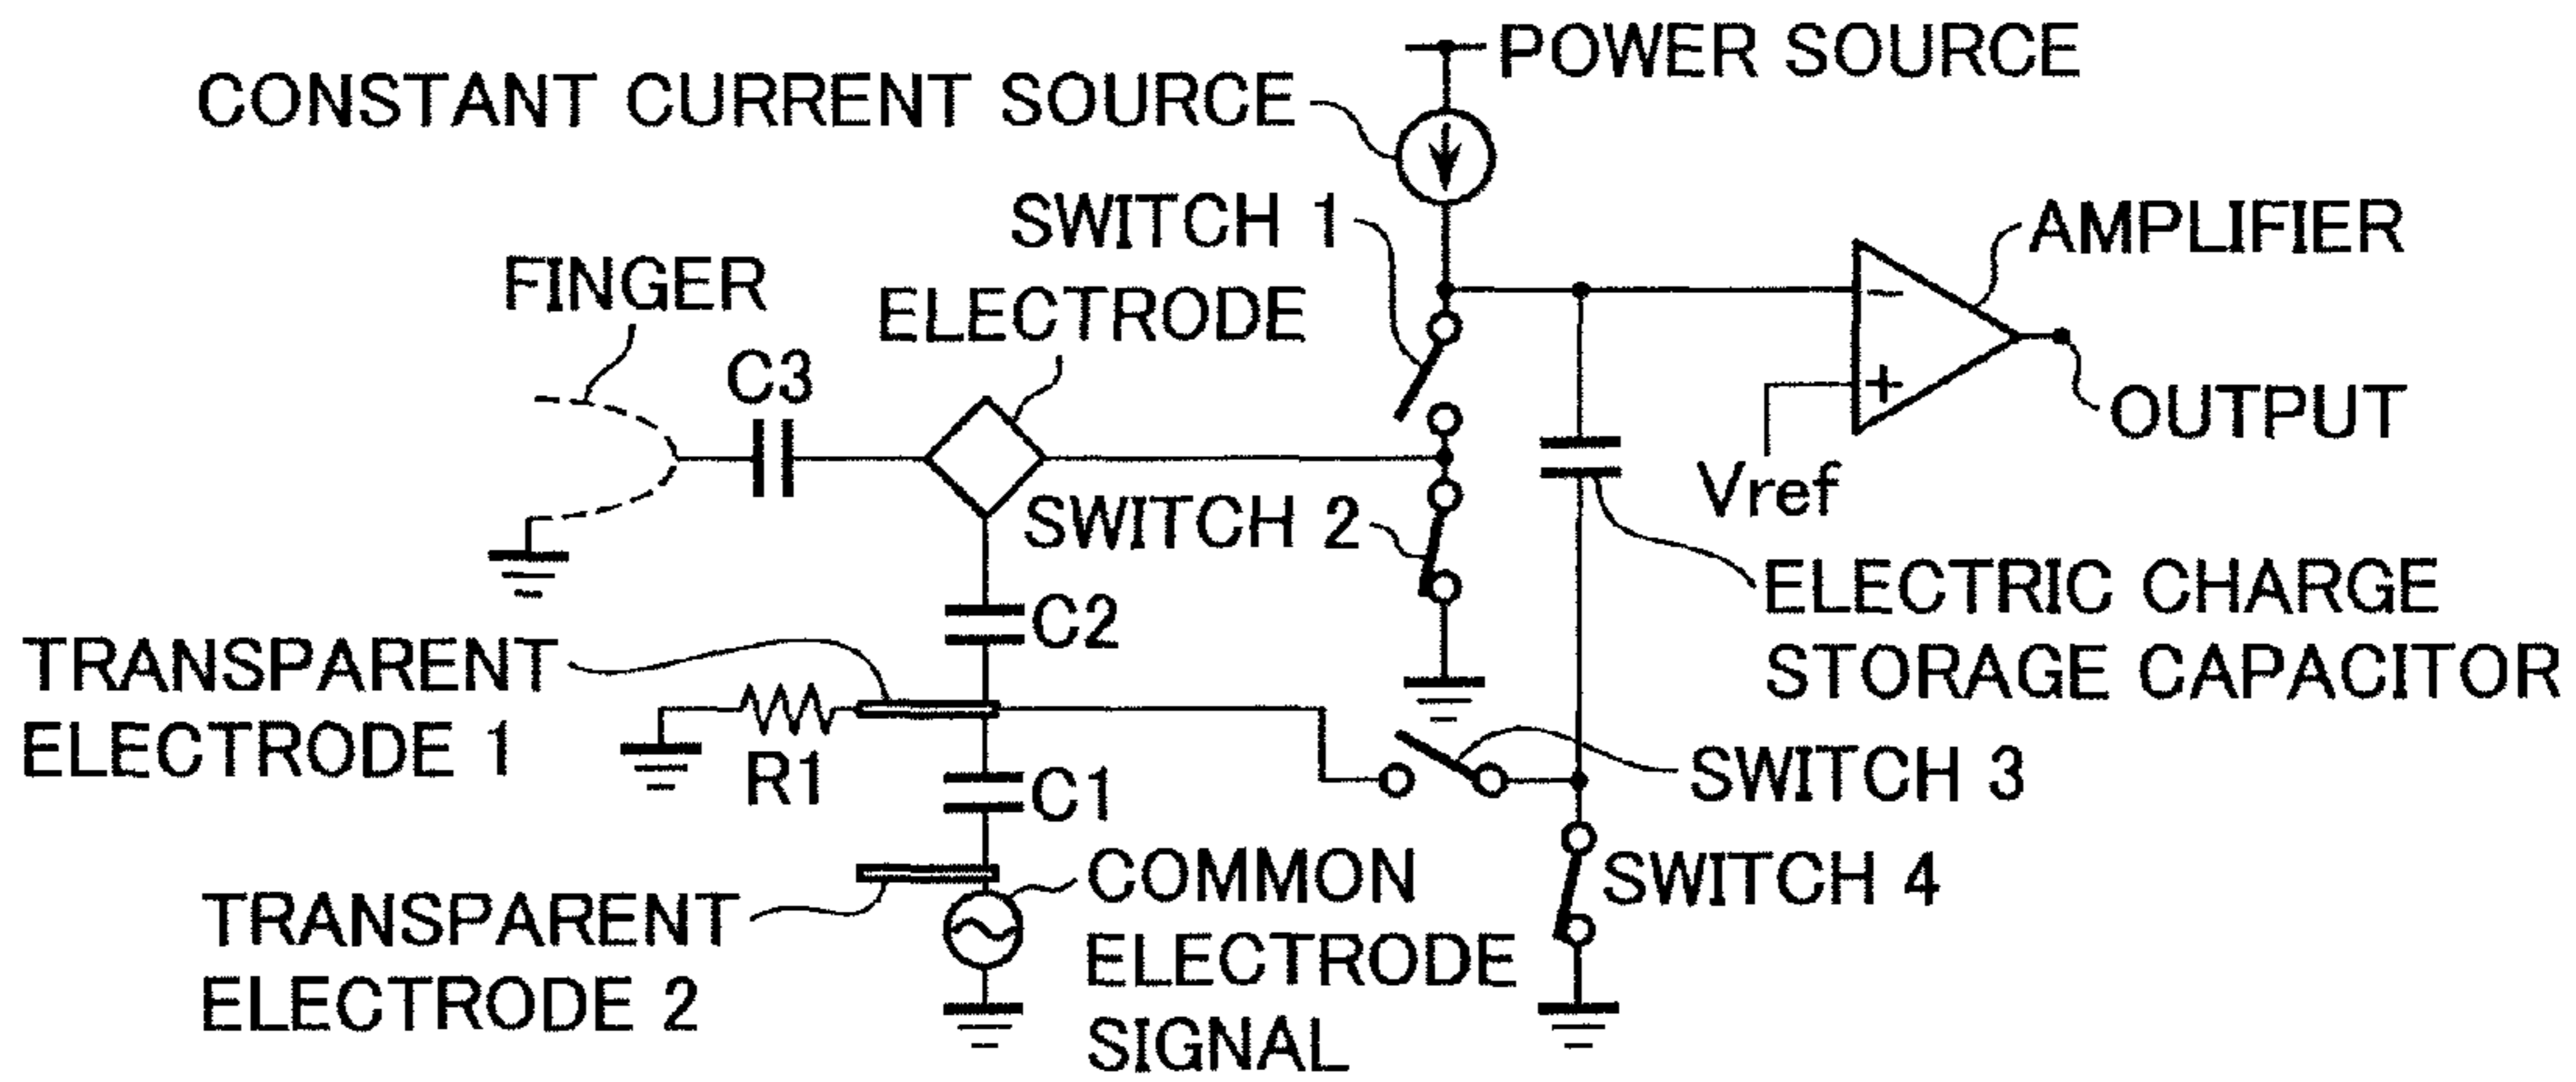 POWER SOURCE
CONSTANT CURRENT SOURCE
SWITCH 1
AMPLIFIER
FINGER
ELECTRODE
−
C3
+
OUTPUT
Vref
SWITCH 2
ELECTRIC CHARGE
STORAGE CAPACITOR
C2
TRANSPARENT
ELECTRODE 1
R1
C1
SWITCH 3
COMMON
ELECTRODE
SIGNAL
SWITCH 4
TRANSPARENT
ELECTRODE 2